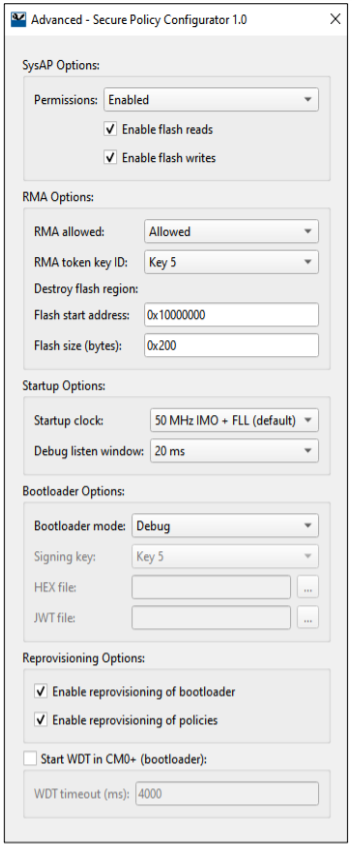 Advanced - Secure Policy Configurator 1.0
SysAP Options:
Permissions: Enabled
Enable flash reads
Enable flash writes
RMA Options:
RMA allowed: Allowed
RMA token key ID: Key 5
Destroy flash region:
Flash start address: 0x10000000
Flash size (bytes): 0x200
Startup Options:
Startup clock: 50 MHz IMO + FLL (default)
Debug listen window: 20 ms
Bootloader Options:
Bootloader mode: Debug
Signing key: Key 5
HEX file: ...
JWT file: ...
Reprovisioning Options:
Enable reprovisioning of bootloader
Enable reprovisioning of policies
Start WDT in CM0+ (bootloader):
WDT timeout (ms): 4000